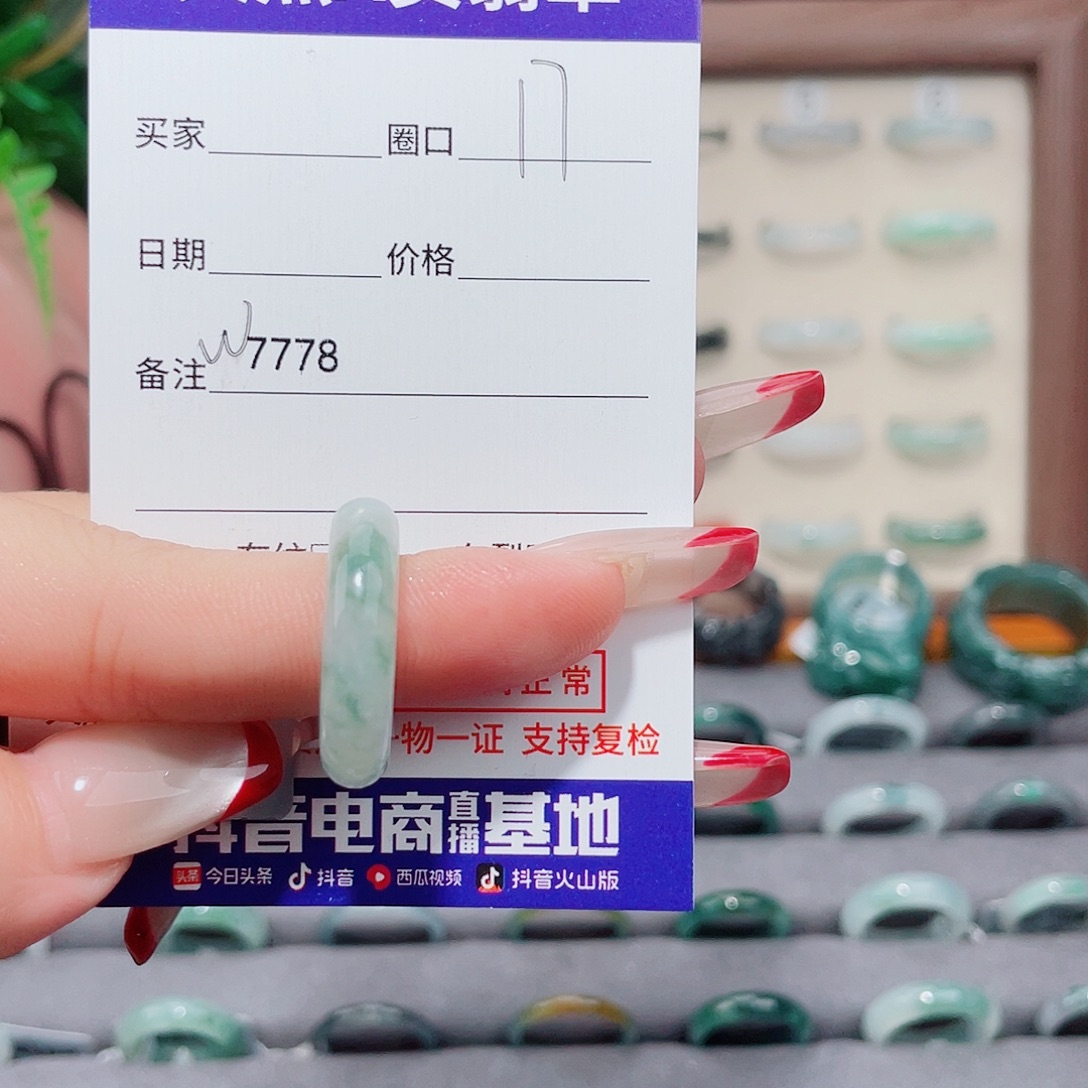 买家 圈口 17
日期 价格
备注 W7778
正常
物一证 支持复检
抖音电商直播基地
今日头条 抖音 西瓜视频 抖音火山版